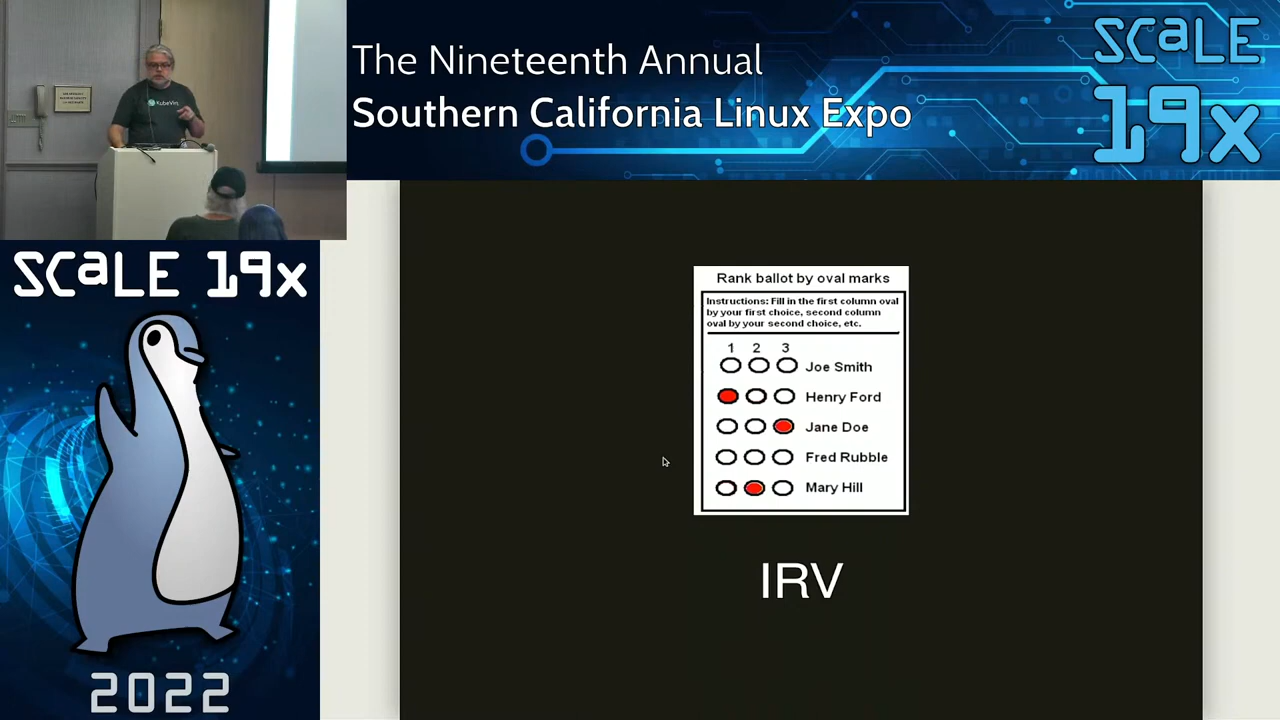 The Nineteenth Annual
Southern California Linux Expo
SCaLE
19x
KubeVirt
SCaLE 19x
2022
Rank ballot by oval marks
Instructions: Fill in the first column oval
by your first choice, second column
oval by your second choice, etc.
1 2 3
Joe Smith
Henry Ford
Jane Doe
Fred Rubble
Mary Hill
IRV